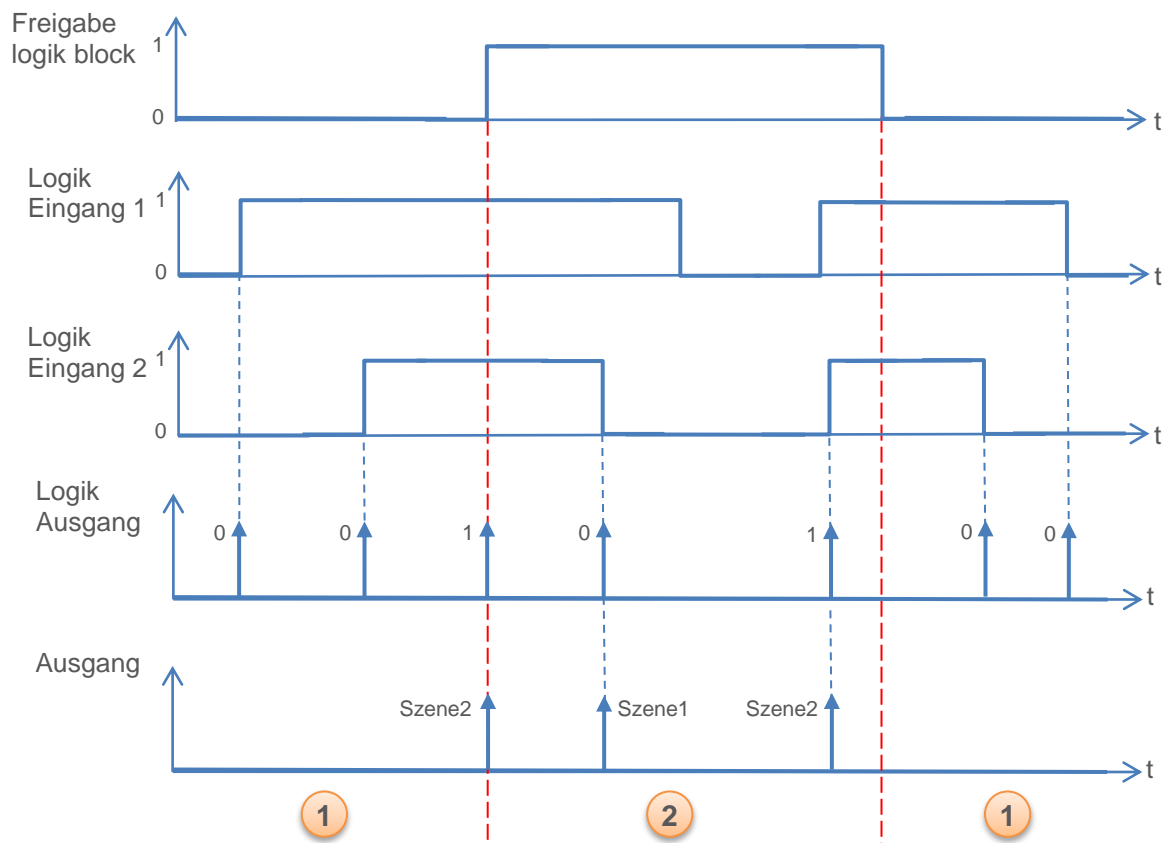 Freigabe
logik block
1
0
t
Logik
Eingang 1
1
0
t
Logik
Eingang 2
1
0
t
Logik
Ausgang
0
0
1
0
1
0
0
t
Ausgang
Szene2
Szene1
Szene2
t
1
2
1